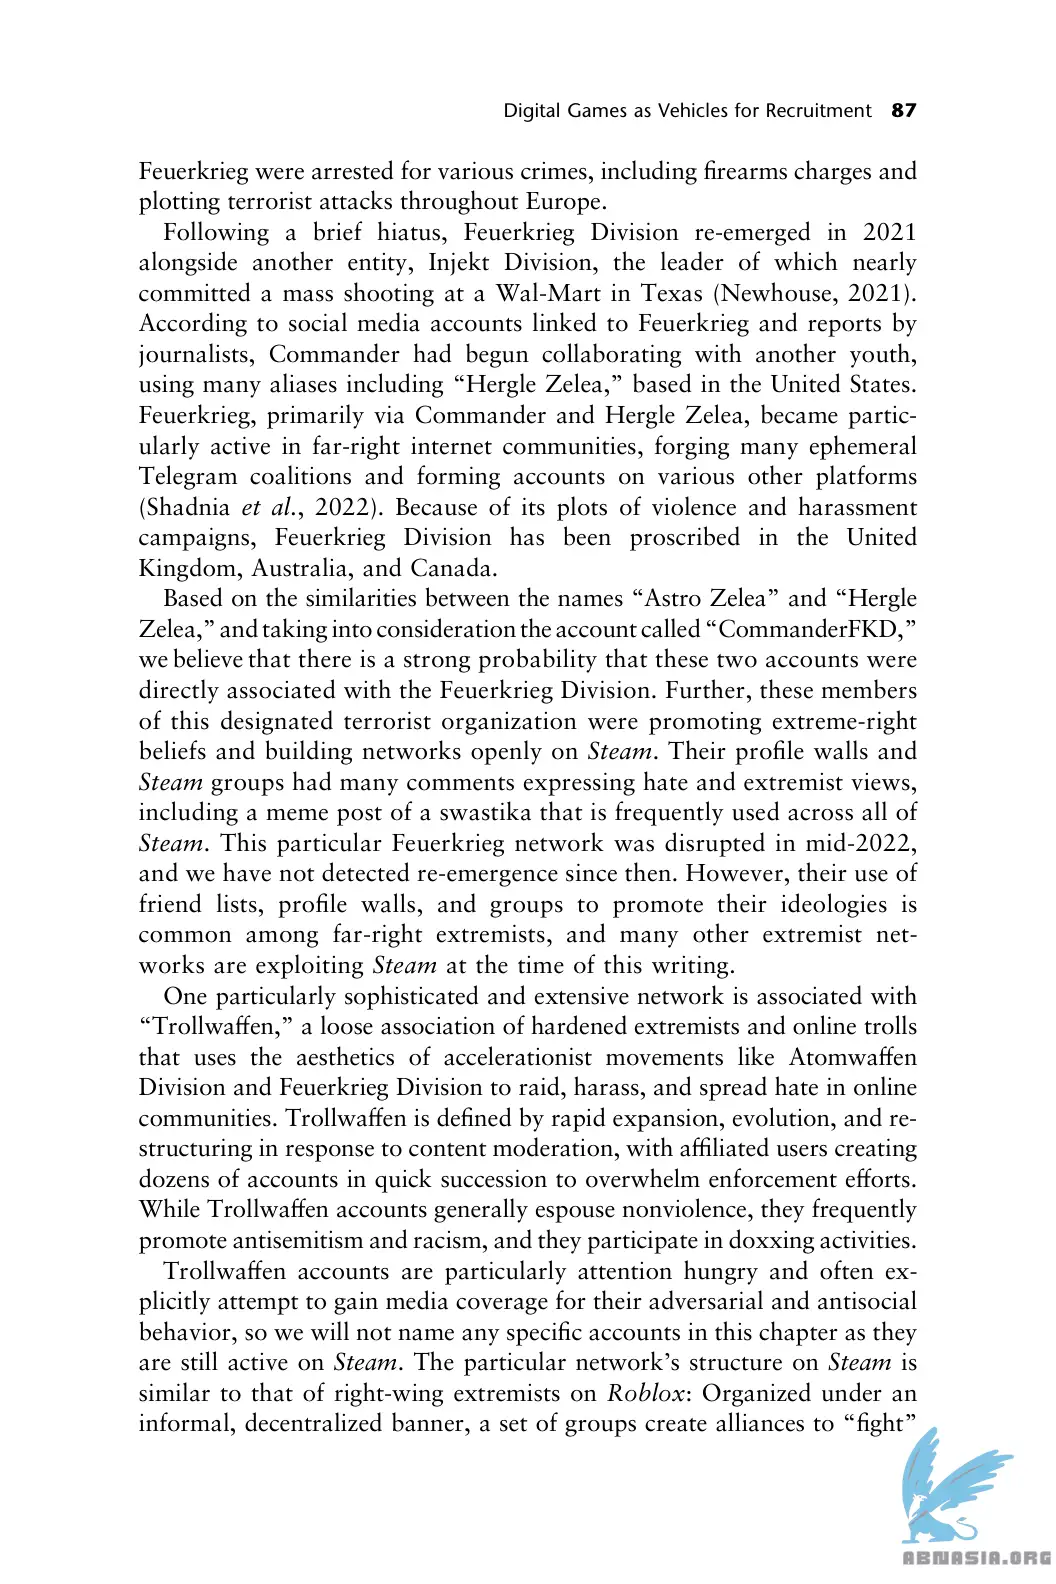 Digital Games as Vehicles for Recruitment 87
Feuerkrieg were arrested for various crimes, including firearms charges and
plotting terrorist attacks throughout Europe.
Following a brief hiatus, Feuerkrieg Division re-emerged in 2021
alongside another entity, Injekt Division, the leader of which nearly
committed a mass shooting at a Wal-Mart in Texas (Newhouse, 2021).
According to social media accounts linked to Feuerkrieg and reports by
journalists, Commander had begun collaborating with another youth,
using many aliases including “Hergle Zelea,” based in the United States.
Feuerkrieg, primarily via Commander and Hergle Zelea, became partic-
ularly active in far-right internet communities, forging many ephemeral
Telegram coalitions and forming accounts on various other platforms
(Shadnia et al., 2022). Because of its plots of violence and harassment
campaigns, Feuerkrieg Division has been proscribed in the United
Kingdom, Australia, and Canada.
Based on the similarities between the names “Astro Zelea” and “Hergle
Zelea,” and taking into consideration the account called “CommanderFKD,”
we believe that there is a strong probability that these two accounts were
directly associated with the Feuerkrieg Division. Further, these members
of this designated terrorist organization were promoting extreme-right
beliefs and building networks openly on Steam. Their profile walls and
Steam groups had many comments expressing hate and extremist views,
including a meme post of a swastika that is frequently used across all of
Steam. This particular Feuerkrieg network was disrupted in mid-2022,
and we have not detected re-emergence since then. However, their use of
friend lists, profile walls, and groups to promote their ideologies is
common among far-right extremists, and many other extremist net-
works are exploiting Steam at the time of this writing.
One particularly sophisticated and extensive network is associated with
“Trollwaffen,” a loose association of hardened extremists and online trolls
that uses the aesthetics of accelerationist movements like Atomwaffen
Division and Feuerkrieg Division to raid, harass, and spread hate in online
communities. Trollwaffen is defined by rapid expansion, evolution, and re-
structuring in response to content moderation, with affiliated users creating
dozens of accounts in quick succession to overwhelm enforcement efforts.
While Trollwaffen accounts generally espouse nonviolence, they frequently
promote antisemitism and racism, and they participate in doxxing activities.
Trollwaffen accounts are particularly attention hungry and often ex-
plicitly attempt to gain media coverage for their adversarial and antisocial
behavior, so we will not name any specific accounts in this chapter as they
are still active on Steam. The particular network’s structure on Steam is
similar to that of right-wing extremists on Roblox: Organized under an
informal, decentralized banner, a set of groups create alliances to “fight”
ABNASIA.ORG